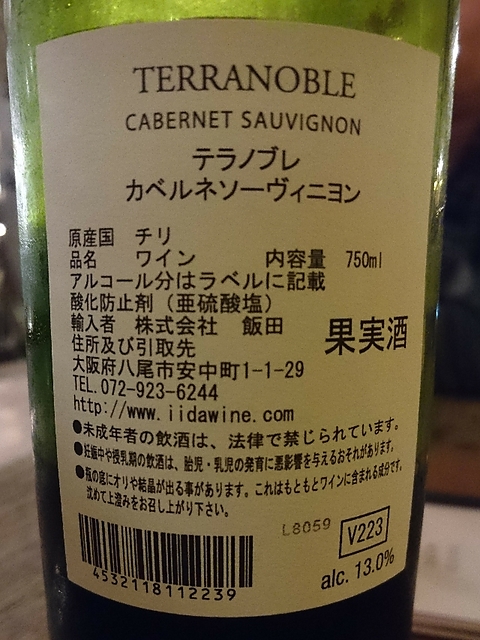 TERRANOBLE
CABERNET SAUVIGNON
テラノブレ
カベルネソーヴィニヨン
原産国 チリ
品名 ワイン 内容量 750ml
アルコール分はラベルに記載
酸化防止剤（亜硫酸塩）
輸入者 株式会社 飯田
果実酒
住所及び引取先
大阪府八尾市安中町1-1-29
TEL.072-923-6244
http://www.iidawine.com
●未成年者の飲酒は、法律で禁じられています。
●妊娠中や授乳期の飲酒は、胎児・乳児の発育に悪影響を与えるおそれがあります。
●瓶の底にオリや結晶が出る事があります。これはもともとワインに含まれる成分です。
沈めて上澄みをお召し上がり下さい。
L8059
V223
4532118112239
alc. 13.0%